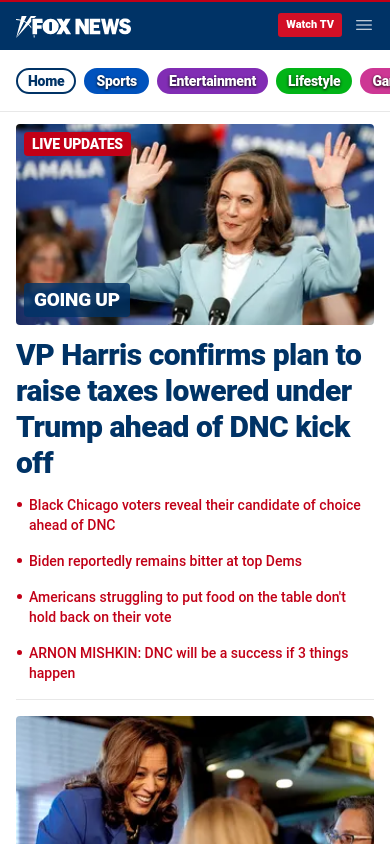 FOX NEWS
Watch TV
Home
Sports
Entertainment
Lifestyle
KAMALA
LIVE UPDATES
GOING UP
VP Harris confirms plan to
raise taxes lowered under
Trump ahead of DNC kick
off
• Black Chicago voters reveal their candidate of choice
ahead of DNC
• Biden reportedly remains bitter at top Dems
• Americans struggling to put food on the table don't
hold back on their vote
• ARNON MISHKIN: DNC will be a success if 3 things
happen